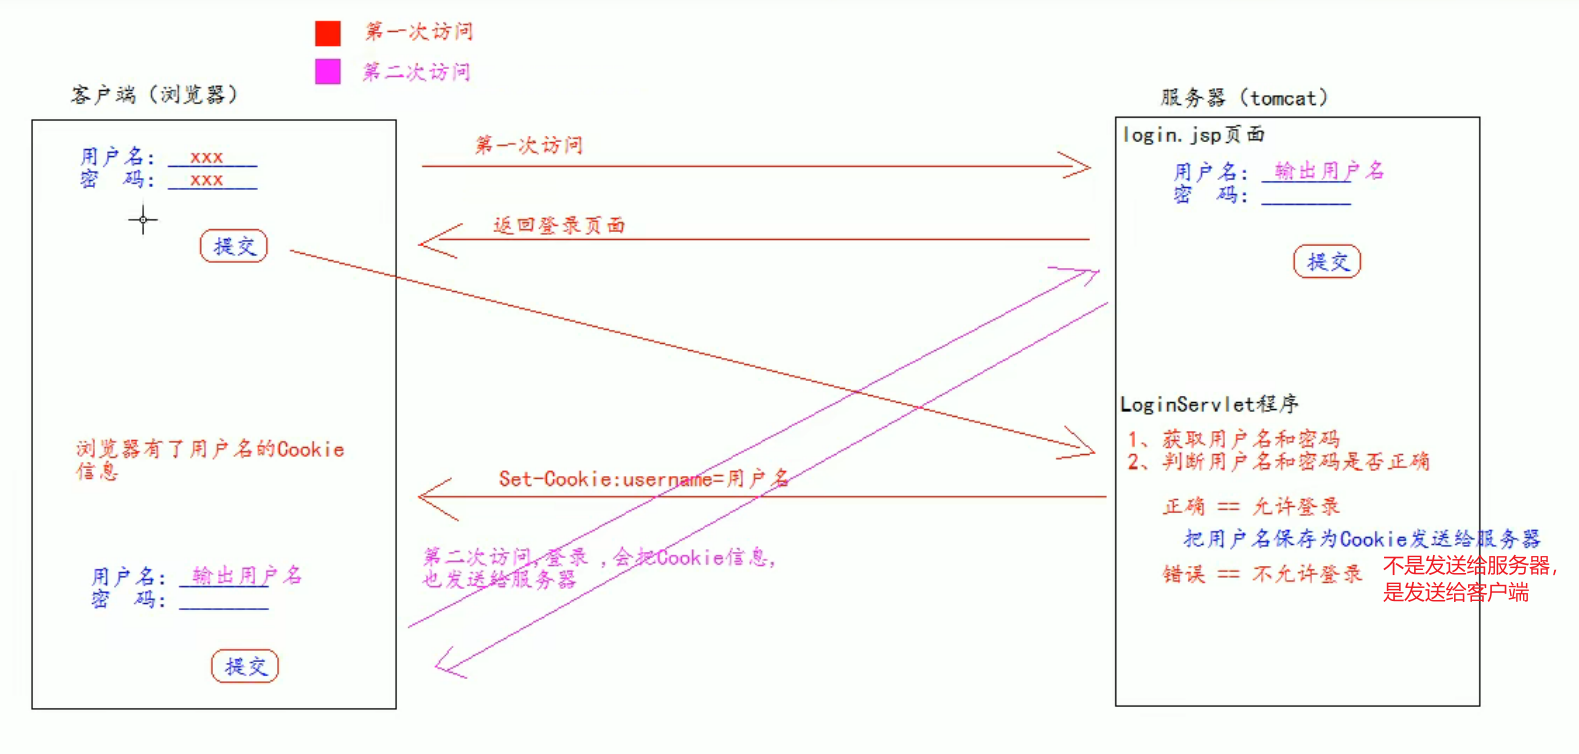 第一次访问
第二次访问
客户端（浏览器）
用户名：xxx
密 码：xxx
提交
浏览器有了用户名的Cookie
信息
用户名：输出用户名
密 码：
提交
第一次访问
返回登录页面
Set-Cookie:username=用户名
第二次访问,登录 ,会把Cookie信息,
也发送给服务器
服务器（tomcat）
login.jsp页面
用户名：输出用户名
密 码：
提交
LoginServlet程序
1、获取用户名和密码
2、判断用户名和密码是否正确
正确 == 允许登录
把用户名保存为Cookie发送给服务器
错误 == 不允许登录
不是发送给服务器，
是发送给客户端